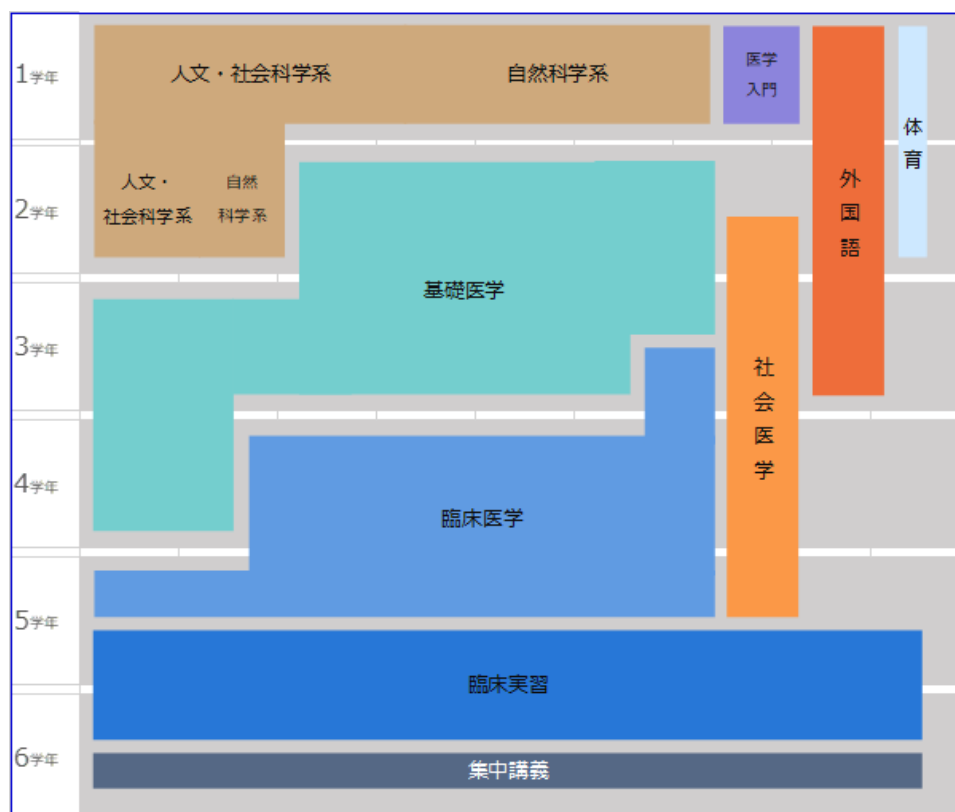 1学年
人文・社会科学系
自然科学系
医学
入門
外国語
体育
2学年
人文・
社会科学系
自然
科学系
基礎医学
社会医学
3学年
4学年
臨床医学
5学年
臨床実習
6学年
集中講義